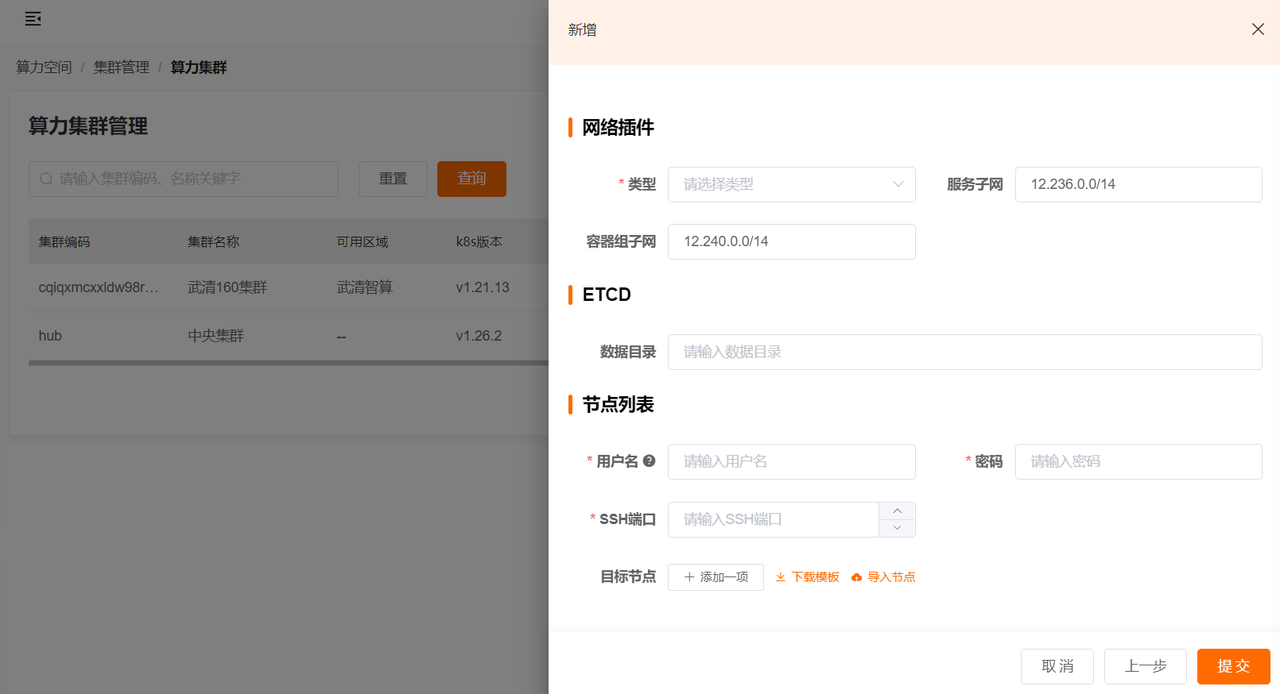 算力空间 / 集群管理 / 算力集群
算力集群管理
请输入集群编码、名称关键字
重置
查询
集群编码 集群名称 可用区域 k8s版本
cqiqxmcxxldw98r... 武清160集群 武清智算 v1.21.13
hub 中央集群 -- v1.26.2
新增
网络插件
* 类型 请选择类型 服务子网 12.236.0.0/14
容器组子网 12.240.0.0/14
ETCD
数据目录 请输入数据目录
节点列表
* 用户名 请输入用户名 * 密码 请输入密码
* SSH端口 请输入SSH端口
目标节点 添加一项 下载模板 导入节点
取消 上一步 提交